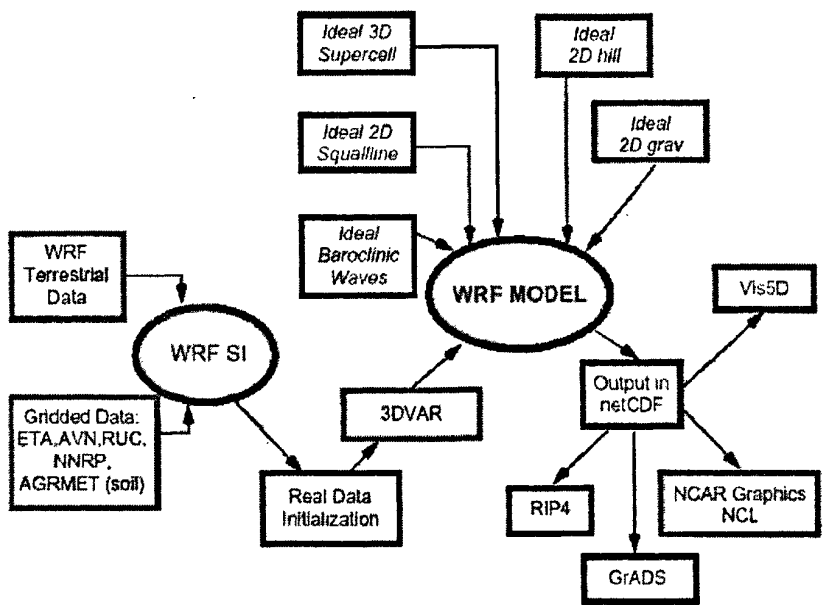 Ideal 3D
Supercell
Ideal
2D hill
Ideal 2D
Squallline
Ideal
2D grav
Ideal
Baroclinic
Waves
WRF
Terrestrial
Data
WRF MODEL
Vis5D
WRF SI
Output in
netCDF
3DVAR
Gridded Data:
ETA,AVN,RUC,
NNRP,
AGRMET (soil)
Real Data
Initialization
RIP4
NCAR Graphics
NCL
GrADS